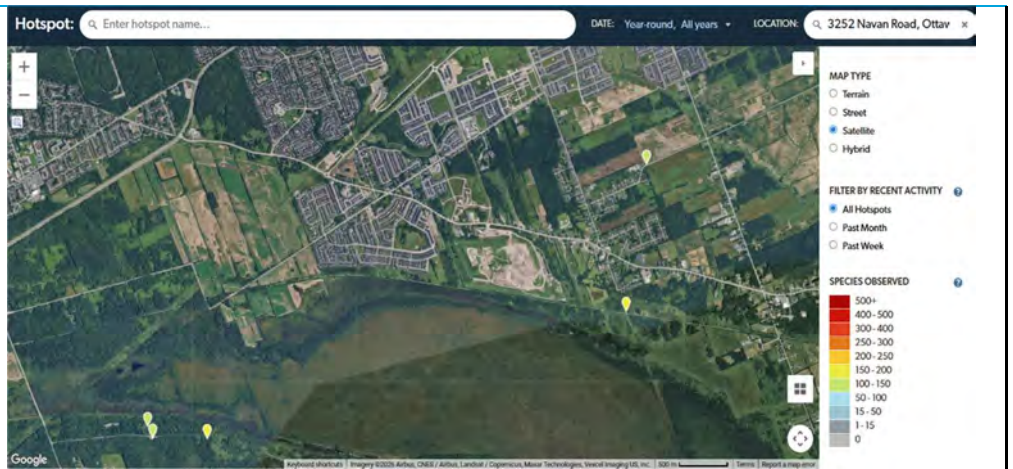 Hotspot: Enter hotspot name... DATE: Year-round, All years LOCATION: 3252 Navan Road, Ottav ×
+
−
MAP TYPE
Terrain
Street
Satellite
Hybrid
FILTER BY RECENT ACTIVITY ?
All Hotspots
Past Month
Past Week
SPECIES OBSERVED ?
500+
400 - 500
300 - 400
250 - 300
200 - 250
150 - 200
100 - 150
50 - 100
15 - 50
1 - 15
0
Google
Keyboard shortcuts Imagery ©2026 Airbus, CNES / Airbus, Landsat / Copernicus, Maxar Technologies, Vexcel Imaging US, Inc. 500 m Terms Report a map error